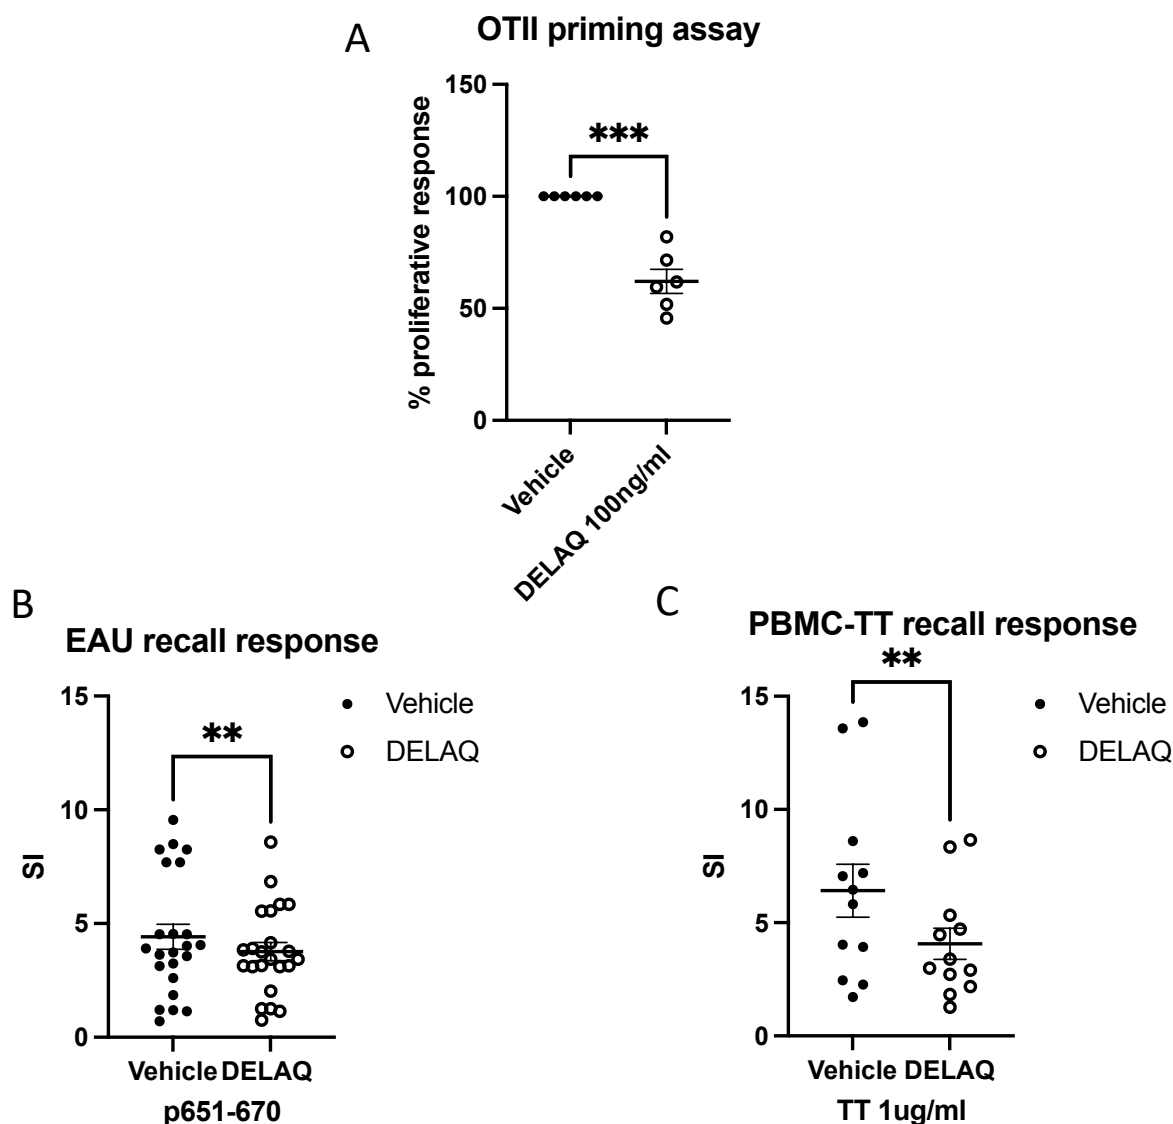 A
OTII priming assay
% proliferative response
150
100
50
0
***
Vehicle
DELAQ 100ng/ml
B
EAU recall response
SI
15
10
5
0
**
Vehicle
DELAQ
Vehicle DELAQ
p651-670
C
PBMC-TT recall response
SI
15
10
5
0
**
Vehicle
DELAQ
Vehicle DELAQ
TT 1ug/ml